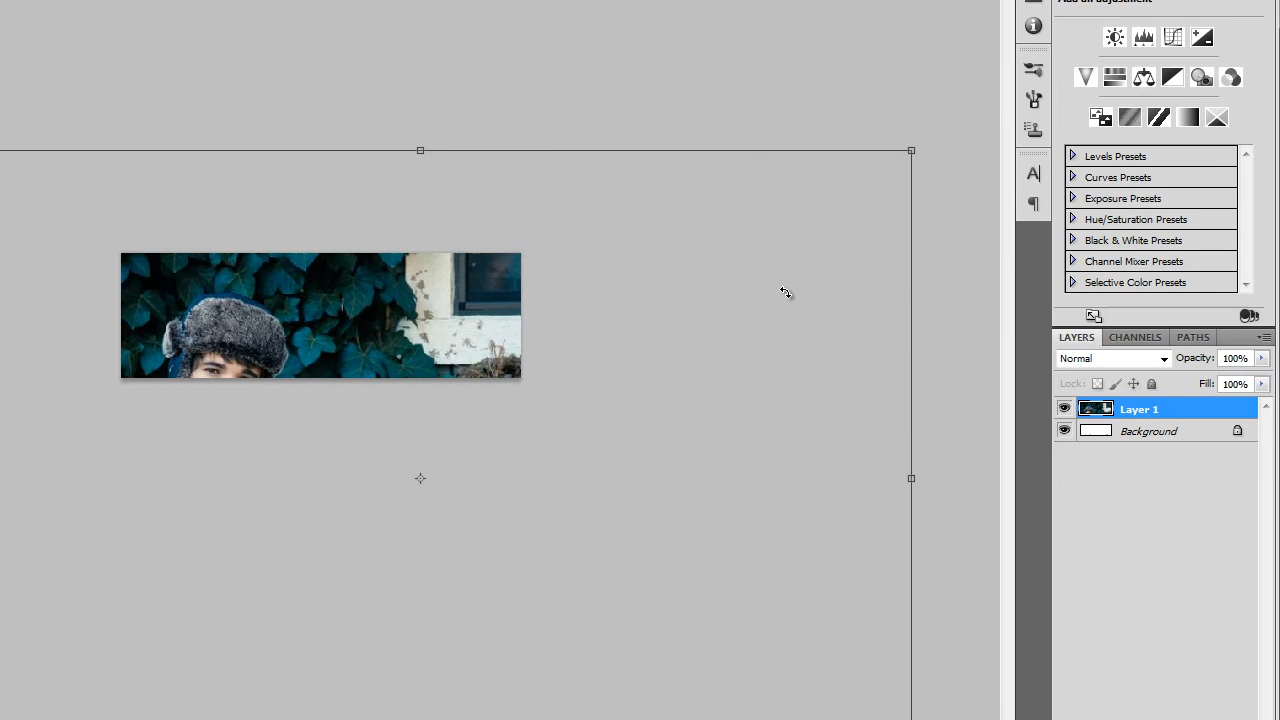 Add an adjustment
A
Levels Presets
Curves Presets
Exposure Presets
Hue/Saturation Presets
Black & White Presets
Channel Mixer Presets
Selective Color Presets
LAYERS CHANNELS PATHS
Normal Opacity: 100%
Lock: Fill: 100%
Layer 1
Background